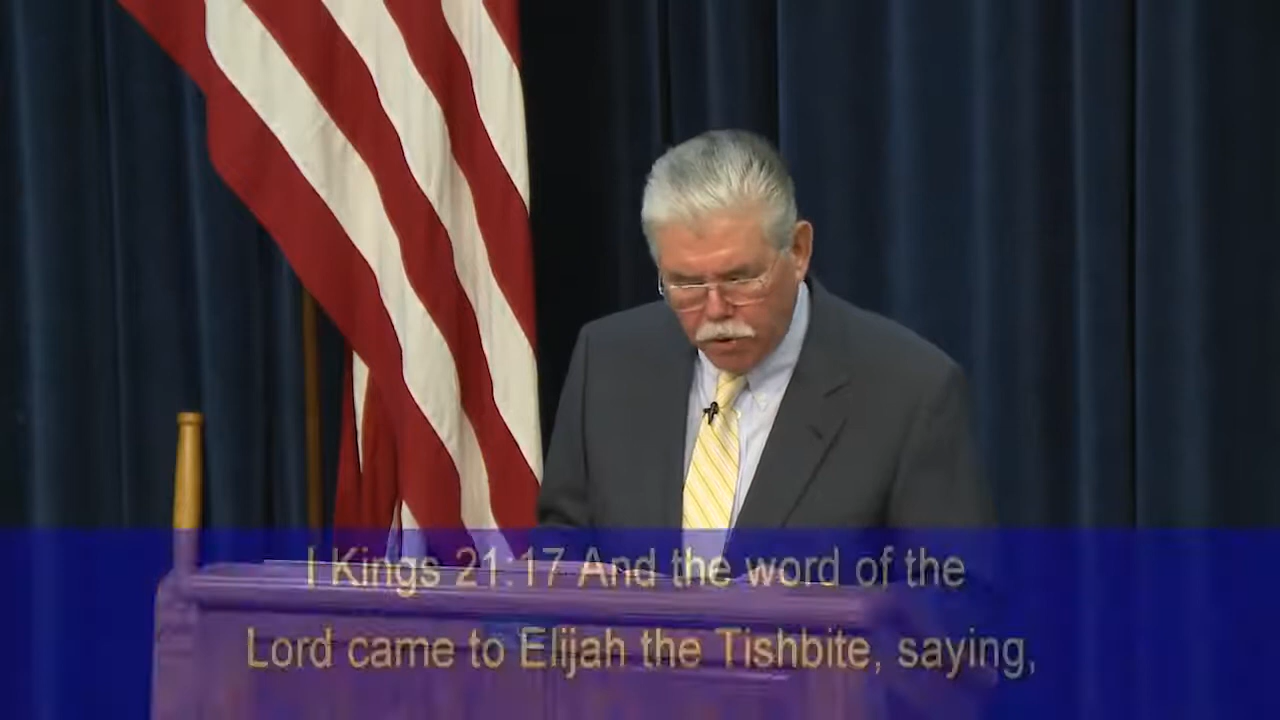 I Kings 21:17 And the word of the
Lord came to Elijah the Tishbite, saying,